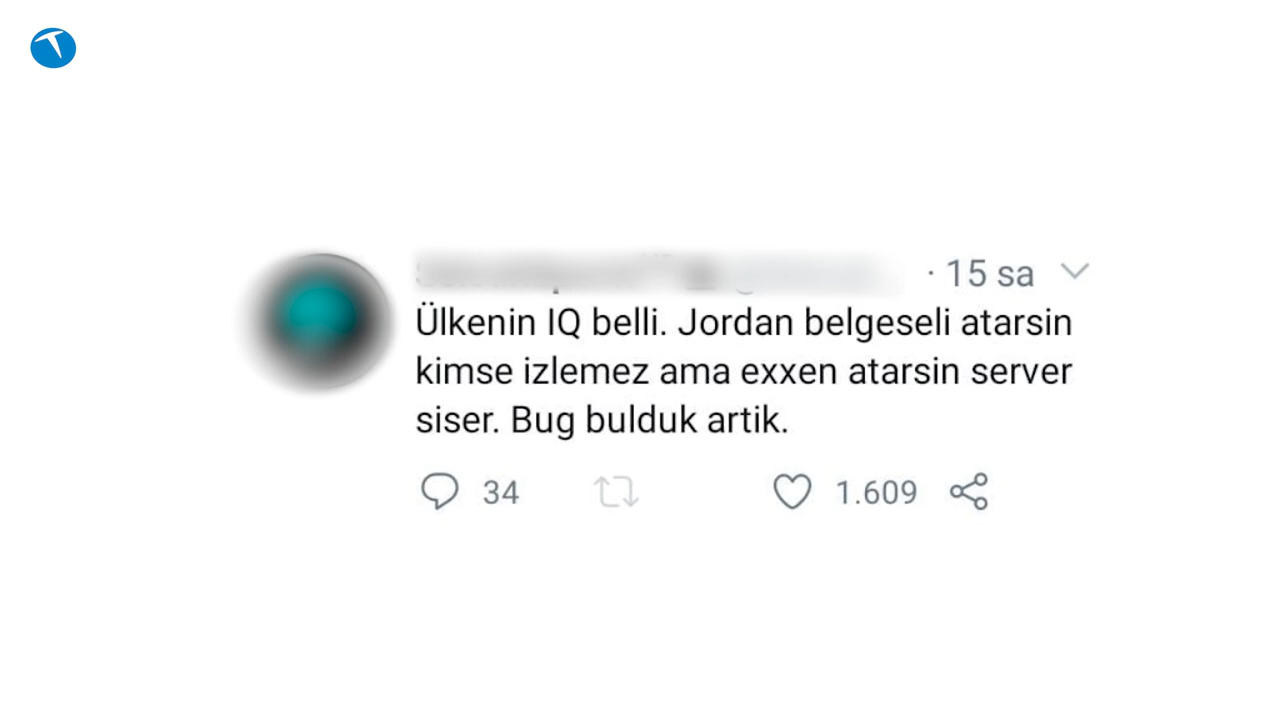 · 15 sa
Ülkenin IQ belli. Jordan belgeseli atarsin
kimse izlemez ama exxen atarsin server
siser. Bug bulduk artik.
34 1.609